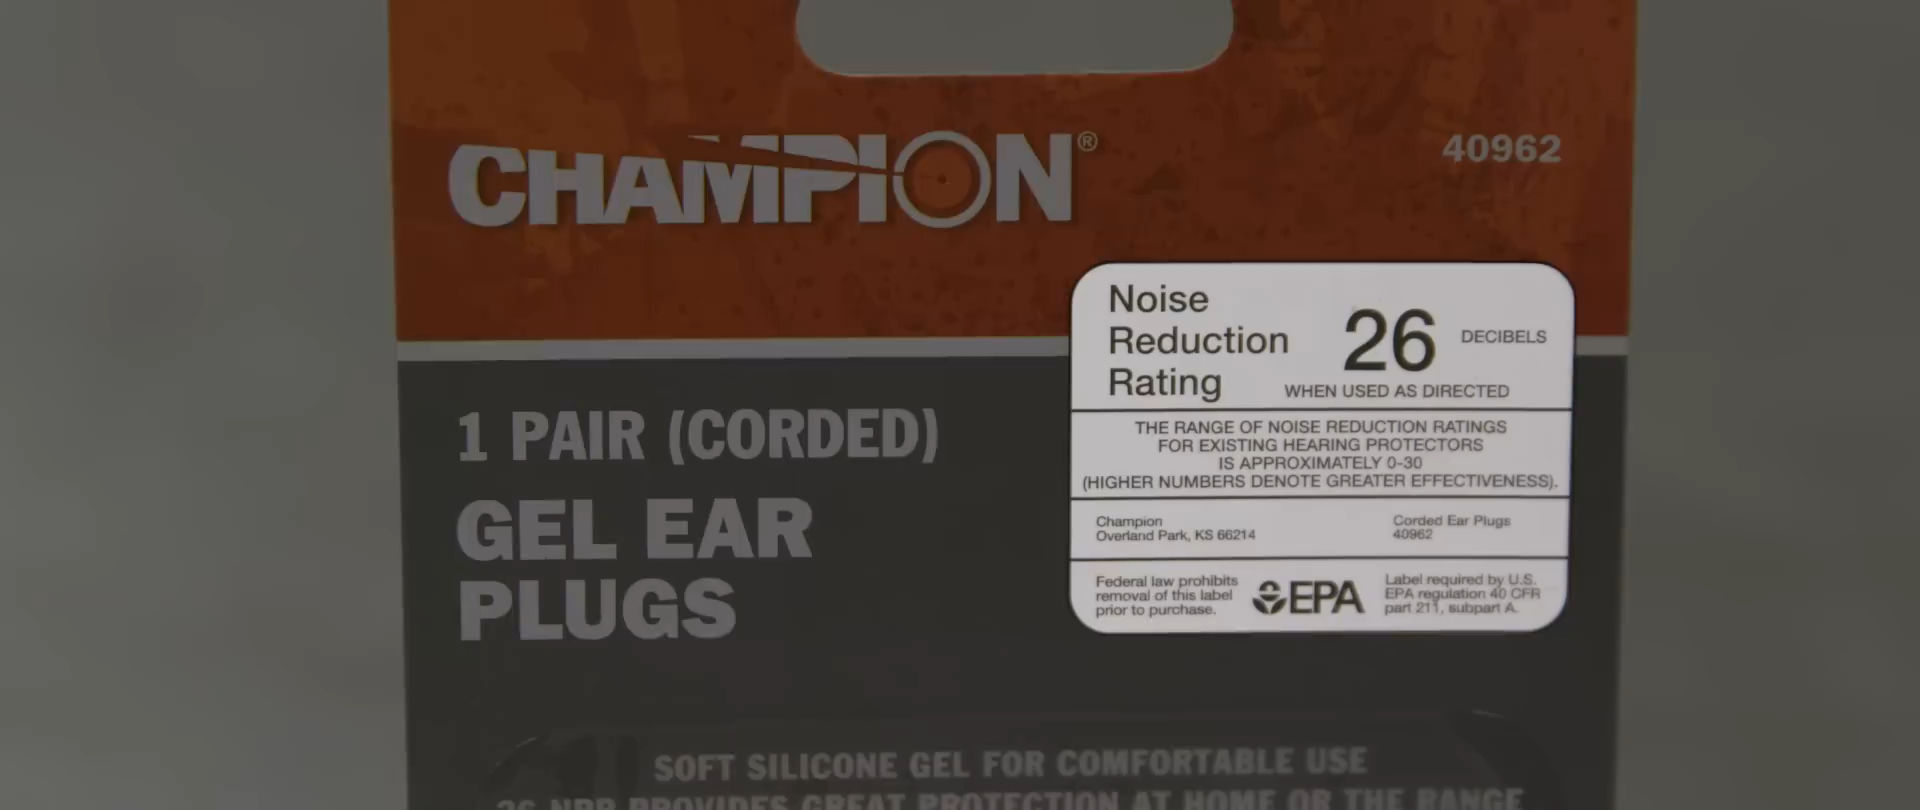 CHAMPION®
40962
Noise
Reduction
Rating
26 DECIBELS
WHEN USED AS DIRECTED
THE RANGE OF NOISE REDUCTION RATINGS
FOR EXISTING HEARING PROTECTORS
IS APPROXIMATELY 0-30
(HIGHER NUMBERS DENOTE GREATER EFFECTIVENESS).
Champion
Overland Park, KS 66214
Corded Ear Plugs
40962
Federal law prohibits
removal of this label
prior to purchase.
EPA
Label required by U.S.
EPA regulation 40 CFR
part 211, subpart A.
1 PAIR (CORDED)
GEL EAR
PLUGS
SOFT SILICONE GEL FOR COMFORTABLE USE
26 NRR PROVIDES GREAT PROTECTION AT HOME OR THE RANGE